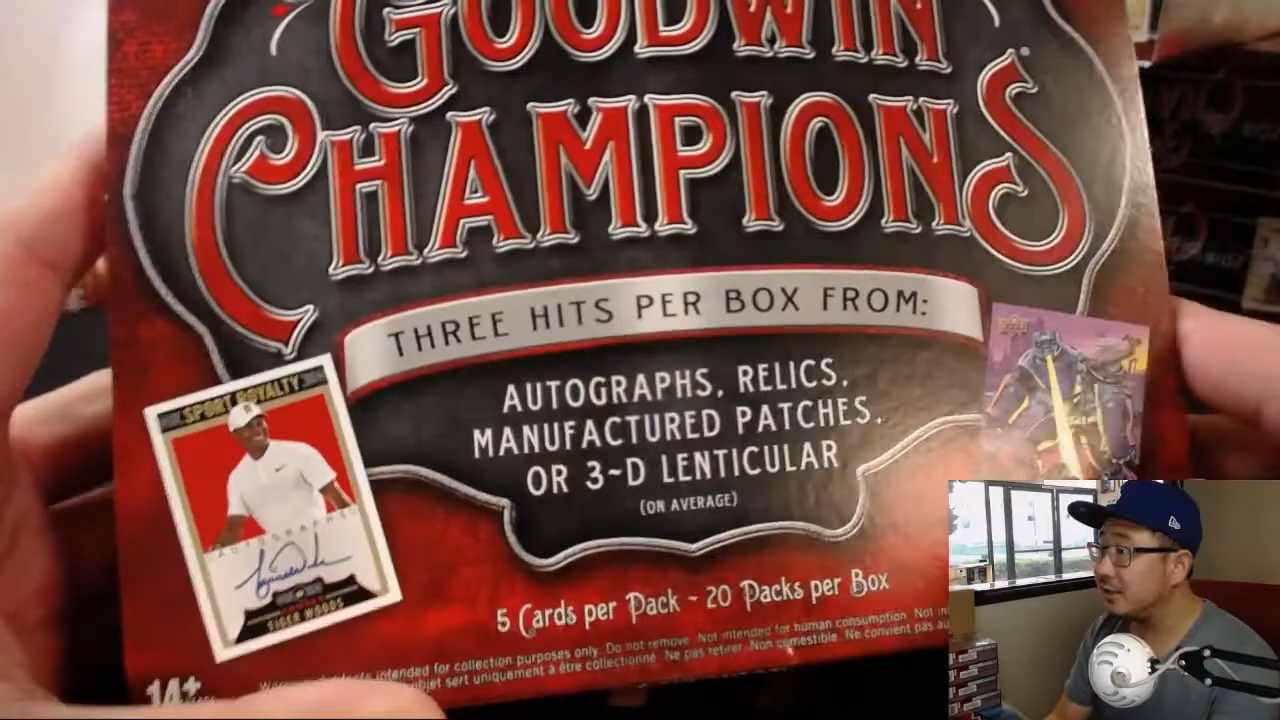 GOODWIN
CHAMPIONS
THREE HITS PER BOX FROM:
AUTOGRAPHS, RELICS,
MANUFACTURED PATCHES,
OR 3~D LENTICULAR
(ON AVERAGE)
SPORT ROYALTY
AUTOGRAPHS
TIGER WOODS
5 Cards per Pack ~ 20 Packs per Box
intended for collection purposes only. Do not remove. Not intended for human consumption. Not in
objet sert uniquement à être collectionné. Ne pas retirer. Non comestible. Ne convient pas au
14+